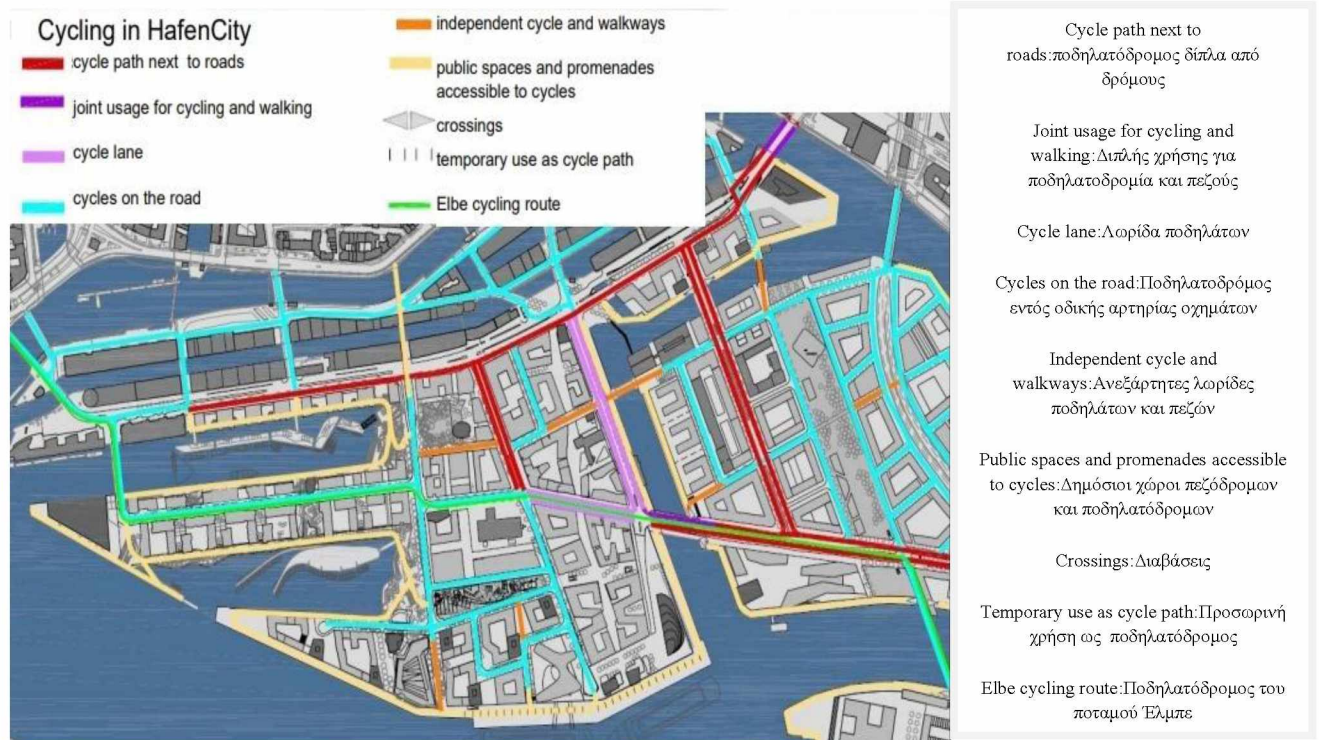 Cycling in HafenCity
cycle path next to roads
joint usage for cycling and walking
cycle lane
cycles on the road
independent cycle and walkways
public spaces and promenades
accessible to cycles
crossings
temporary use as cycle path
Elbe cycling route
Cycle path next to
roads:ποδηλατόδρομος δίπλα από
δρόμους
Joint usage for cycling and
walking:Διπλής χρήσης για
ποδηλατοδρομία και πεζούς
Cycle lane:Λωρίδα ποδηλάτων
Cycles on the road:Ποδηλατοδρόμος
εντός οδικής αρτηρίας οχημάτων
Independent cycle and
walkways:Ανεξάρτητες λωρίδες
ποδηλάτων και πεζών
Public spaces and promenades accessible
to cycles:Δημόσιοι χώροι πεζόδρομων
και ποδηλατόδρομων
Crossings:Διαβάσεις
Temporary use as cycle path:Προσωρινή
χρήση ως ποδηλατόδρομος
Elbe cycling route:Ποδηλατόδρομος του
ποταμού Έλμπε